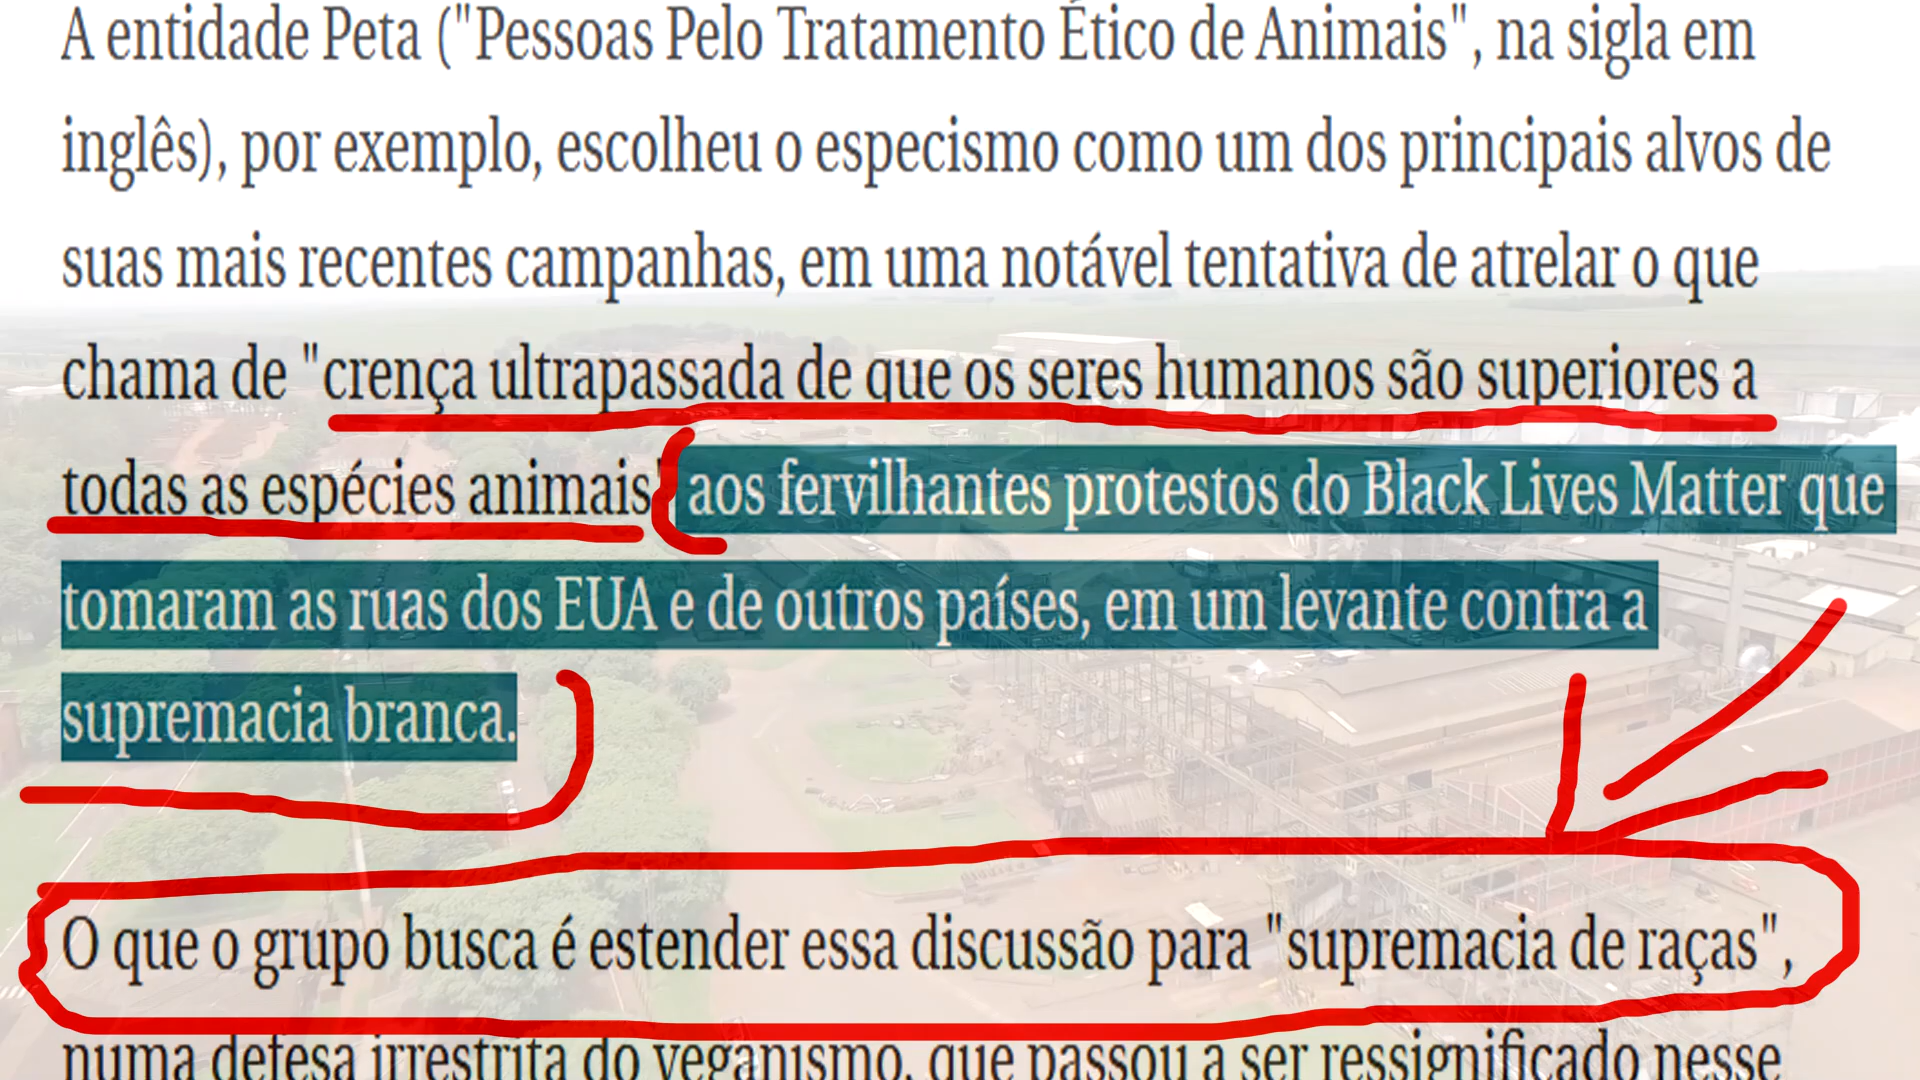 A entidade Peta ("Pessoas Pelo Tratamento Ético de Animais", na sigla em
inglês), por exemplo, escolheu o especismo como um dos principais alvos de
suas mais recentes campanhas, em uma notável tentativa de atrelar o que
chama de "crença ultrapassada de que os seres humanos são superiores a
todas as espécies animais" aos fervilhantes protestos do Black Lives Matter que
tomaram as ruas dos EUA e de outros países, em um levante contra a
supremacia branca.
O que o grupo busca é estender essa discussão para "supremacia de raças",
numa defesa irrestrita do veganismo, que passou a ser ressignificado nesse